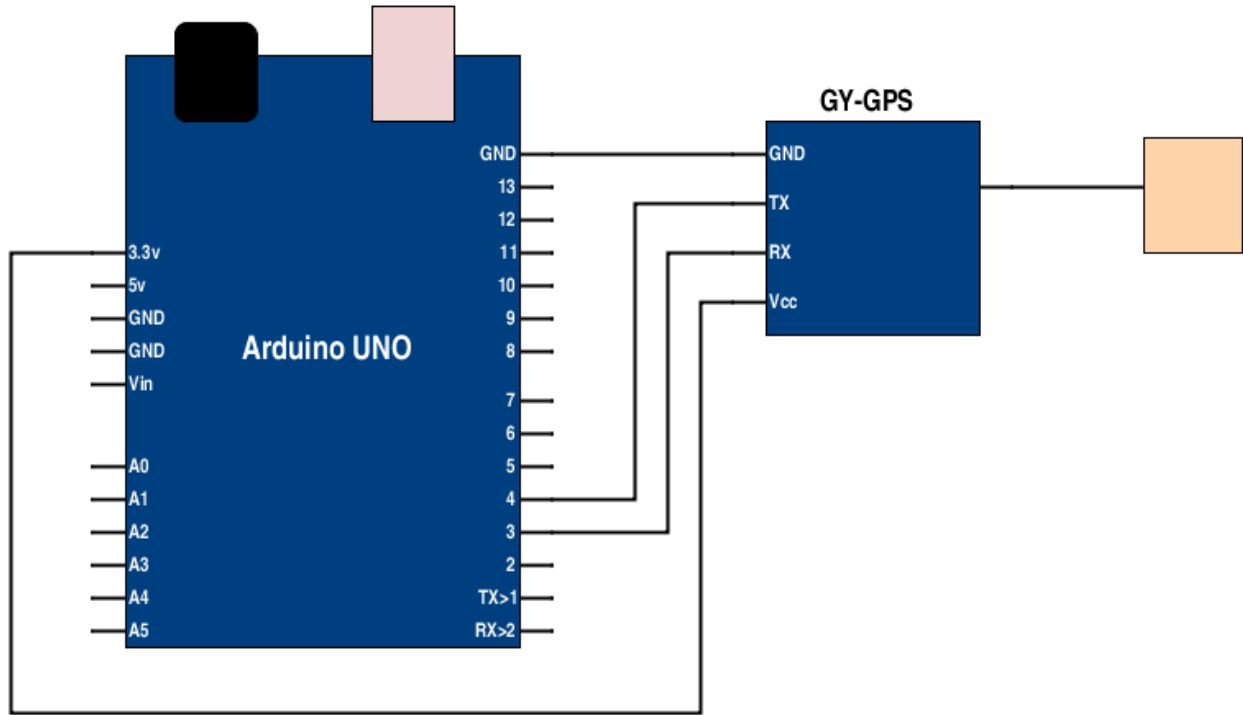 GY-GPS
GND
13
12
11
10
9
8
7
6
5
4
3
2
TX>1
RX>2
3.3v
5v
GND
GND
Vin
A0
A1
A2
A3
A4
A5
Arduino UNO
GND
TX
RX
Vcc